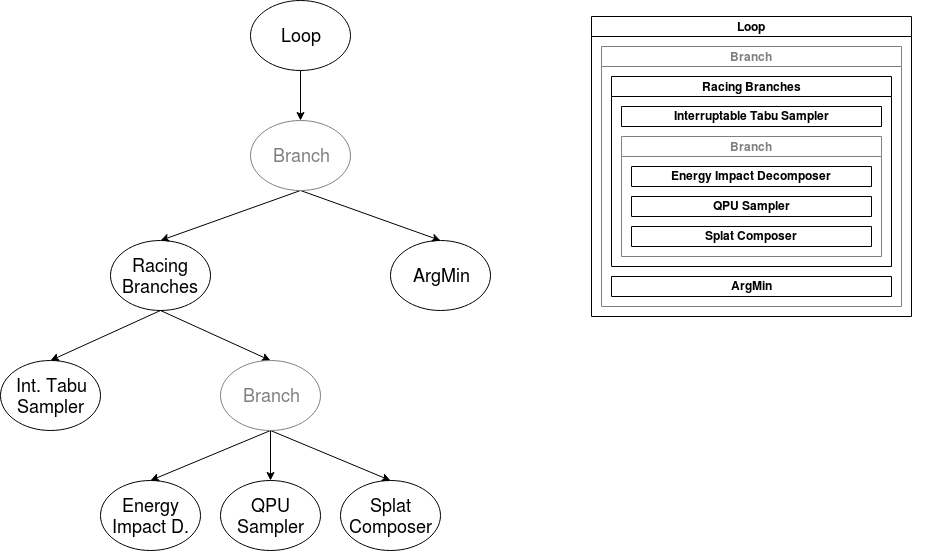 Loop
Branch
Racing
Branches
ArgMin
Int. Tabu
Sampler
Branch
Energy
Impact D.
QPU
Sampler
Splat
Composer
Loop
Branch
Racing Branches
Interruptable Tabu Sampler
Branch
Energy Impact Decomposer
QPU Sampler
Splat Composer
ArgMin